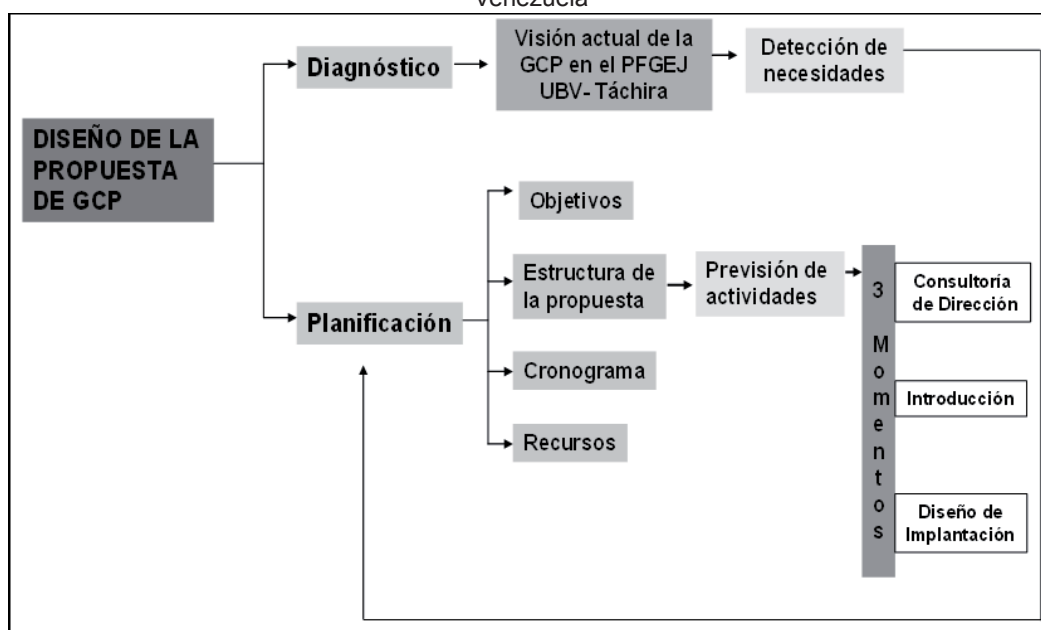 Venezuela
DISEÑO DE LA
PROPUESTA
DE GCP
Diagnóstico
Visión actual de la
GCP en el PFGEJ
UBV- Táchira
Detección de
necesidades
Planificación
Objetivos
Estructura de
la propuesta
Previsión de
actividades
Cronograma
Recursos
3
M
o
m
e
n
t
o
s
Consultoría
de Dirección
Introducción
Diseño de
Implantación